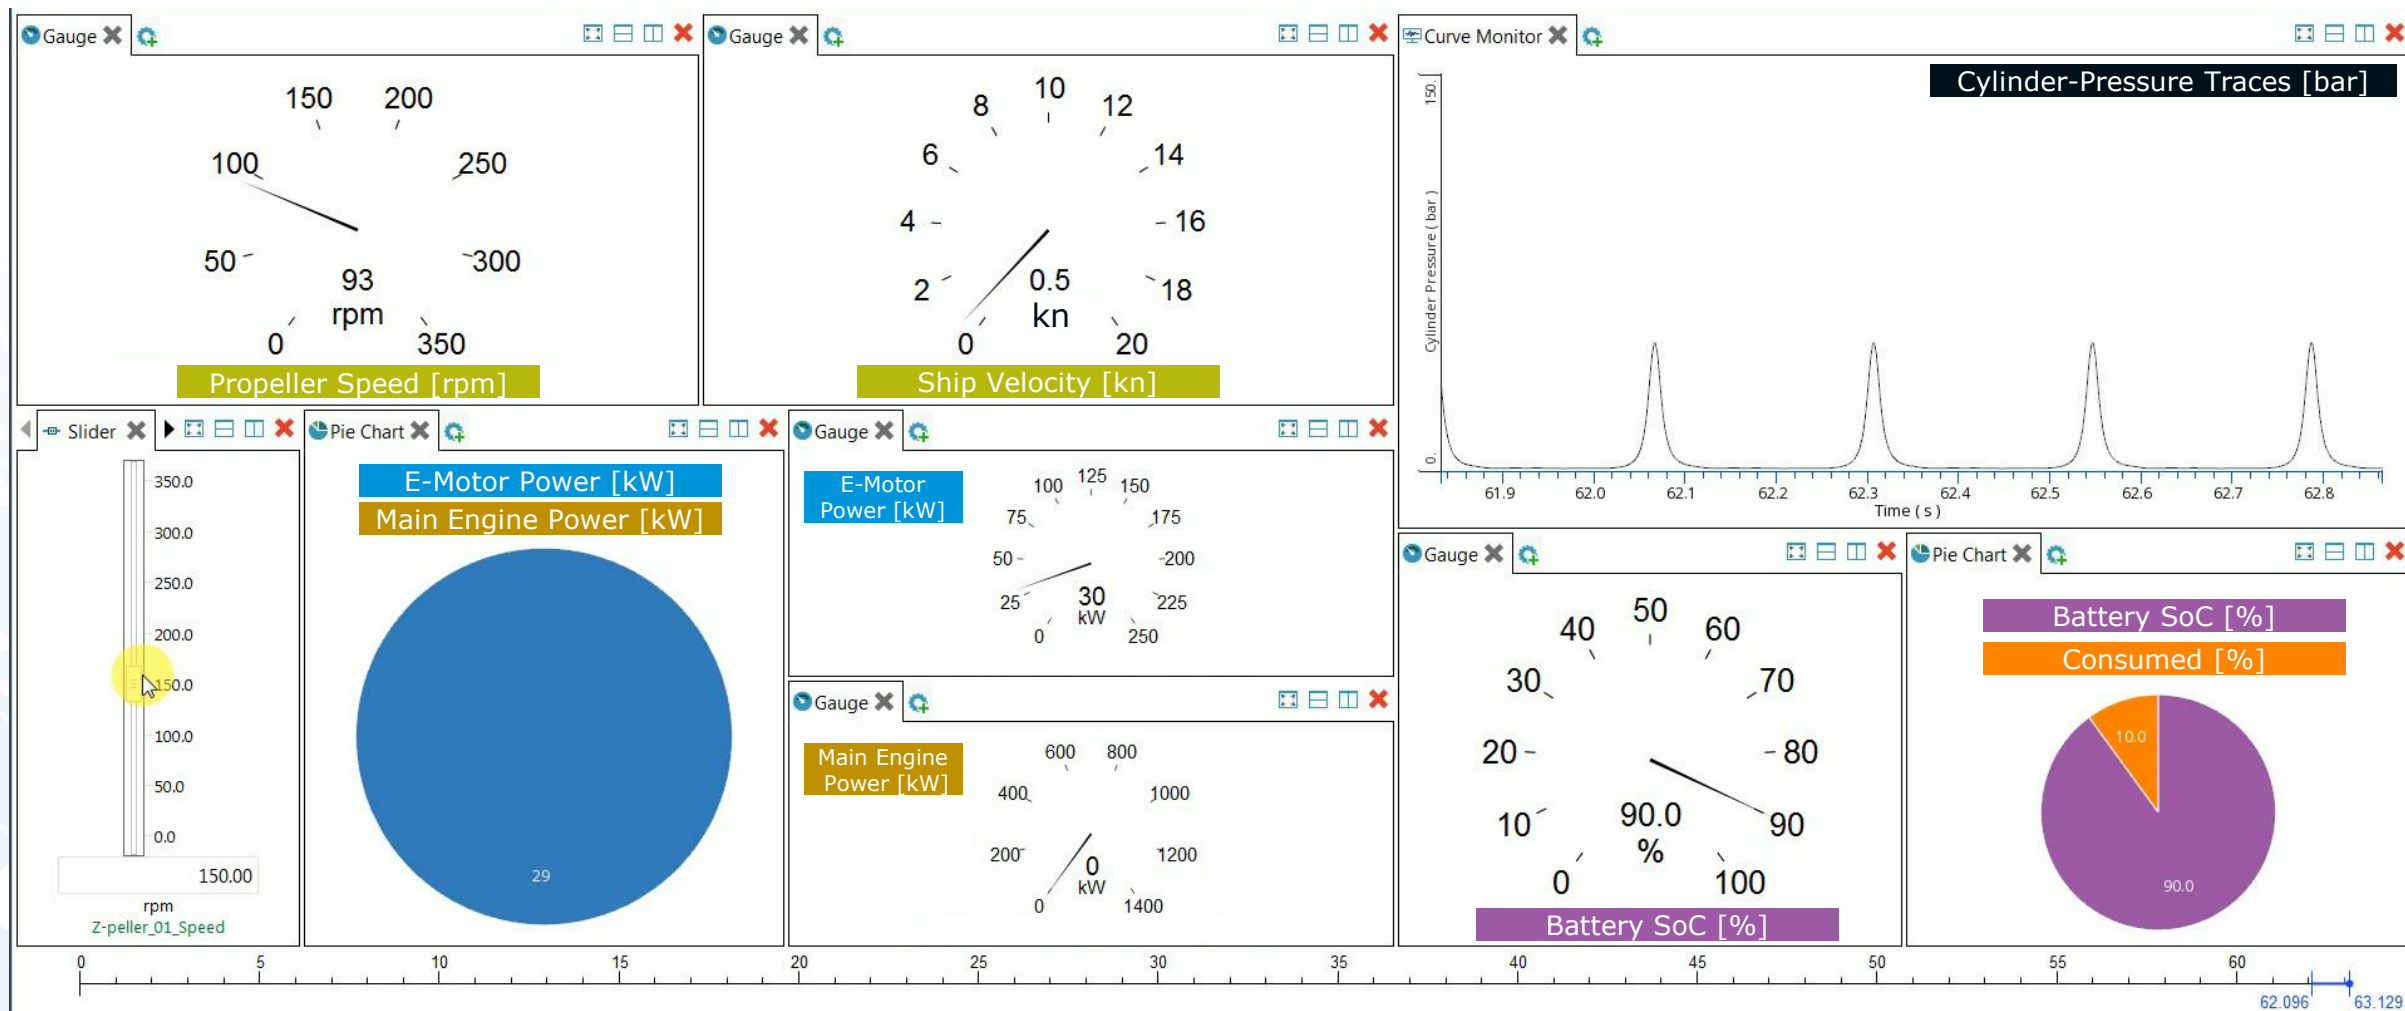 Gauge
150 200
100 250
50 300
93
rpm
0 350
Propeller Speed [rpm]
Gauge
10
8 12
6 14
4 16
2 18
0.5
kn
0 20
Ship Velocity [kn]
Curve Monitor
Cylinder-Pressure Traces [bar]
150.
Cylinder Pressure ( bar )
0.
61.9 62.0 62.1 62.2 62.3 62.4 62.5 62.6 62.7 62.8
Time ( s )
Slider
350.0
300.0
250.0
200.0
150.0
100.0
50.0
0.0
150.00
rpm
Z-peller_01_Speed
Pie Chart
E-Motor Power [kW]
Main Engine Power [kW]
29
Gauge
E-Motor
Power [kW]
125
100 150
75 175
50 200
25 225
30
kW
0 250
Gauge
Main Engine
Power [kW]
600 800
400 1000
200 1200
0
kW
0 1400
Gauge
50
40 60
30 70
20 80
10 90
90.0
%
0 100
Battery SoC [%]
Pie Chart
Battery SoC [%]
Consumed [%]
10.0
90.0
0 5 10 15 20 25 30 35 40 45 50 55 60
62.096 63.129